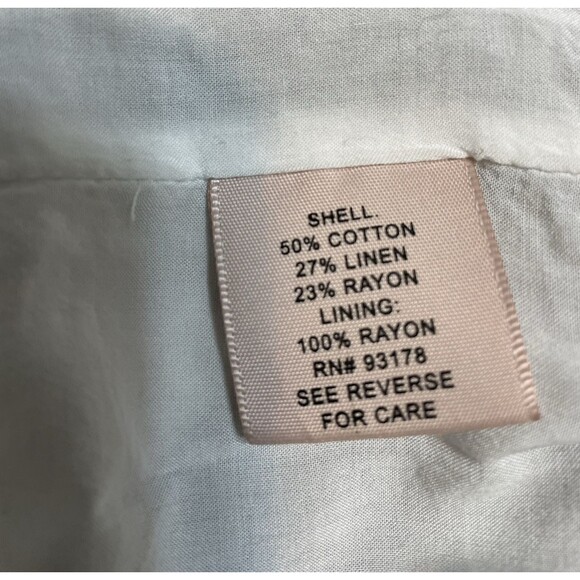 SHELL:
50% COTTON
27% LINEN
23% RAYON
LINING:
100% RAYON
RN# 93178
SEE REVERSE
FOR CARE